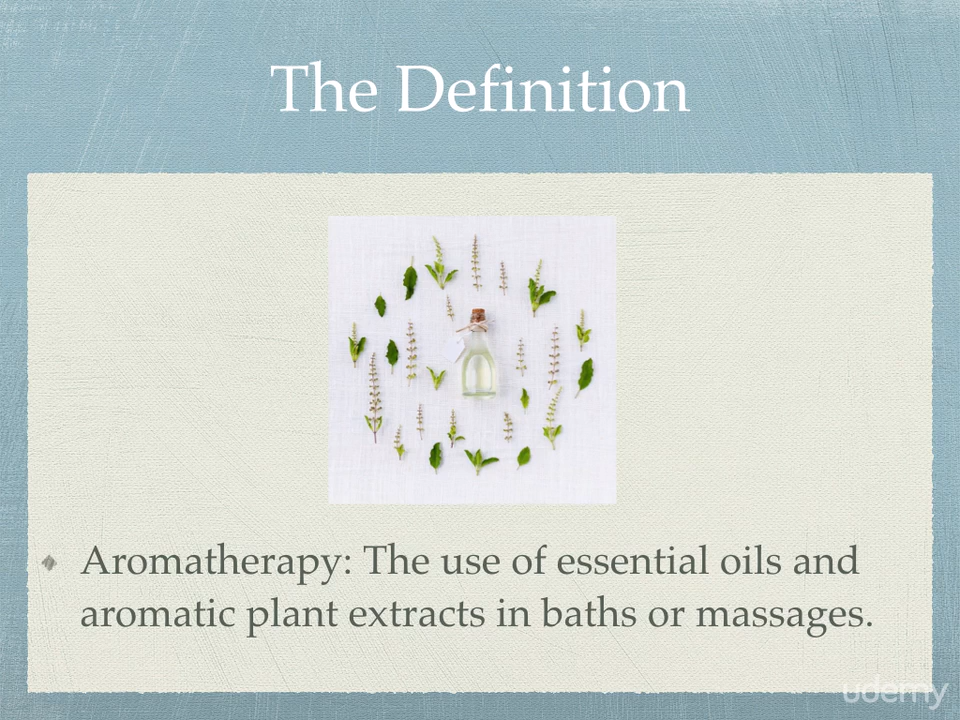 The Definition
Aromatherapy: The use of essential oils and
aromatic plant extracts in baths or massages.
udemy